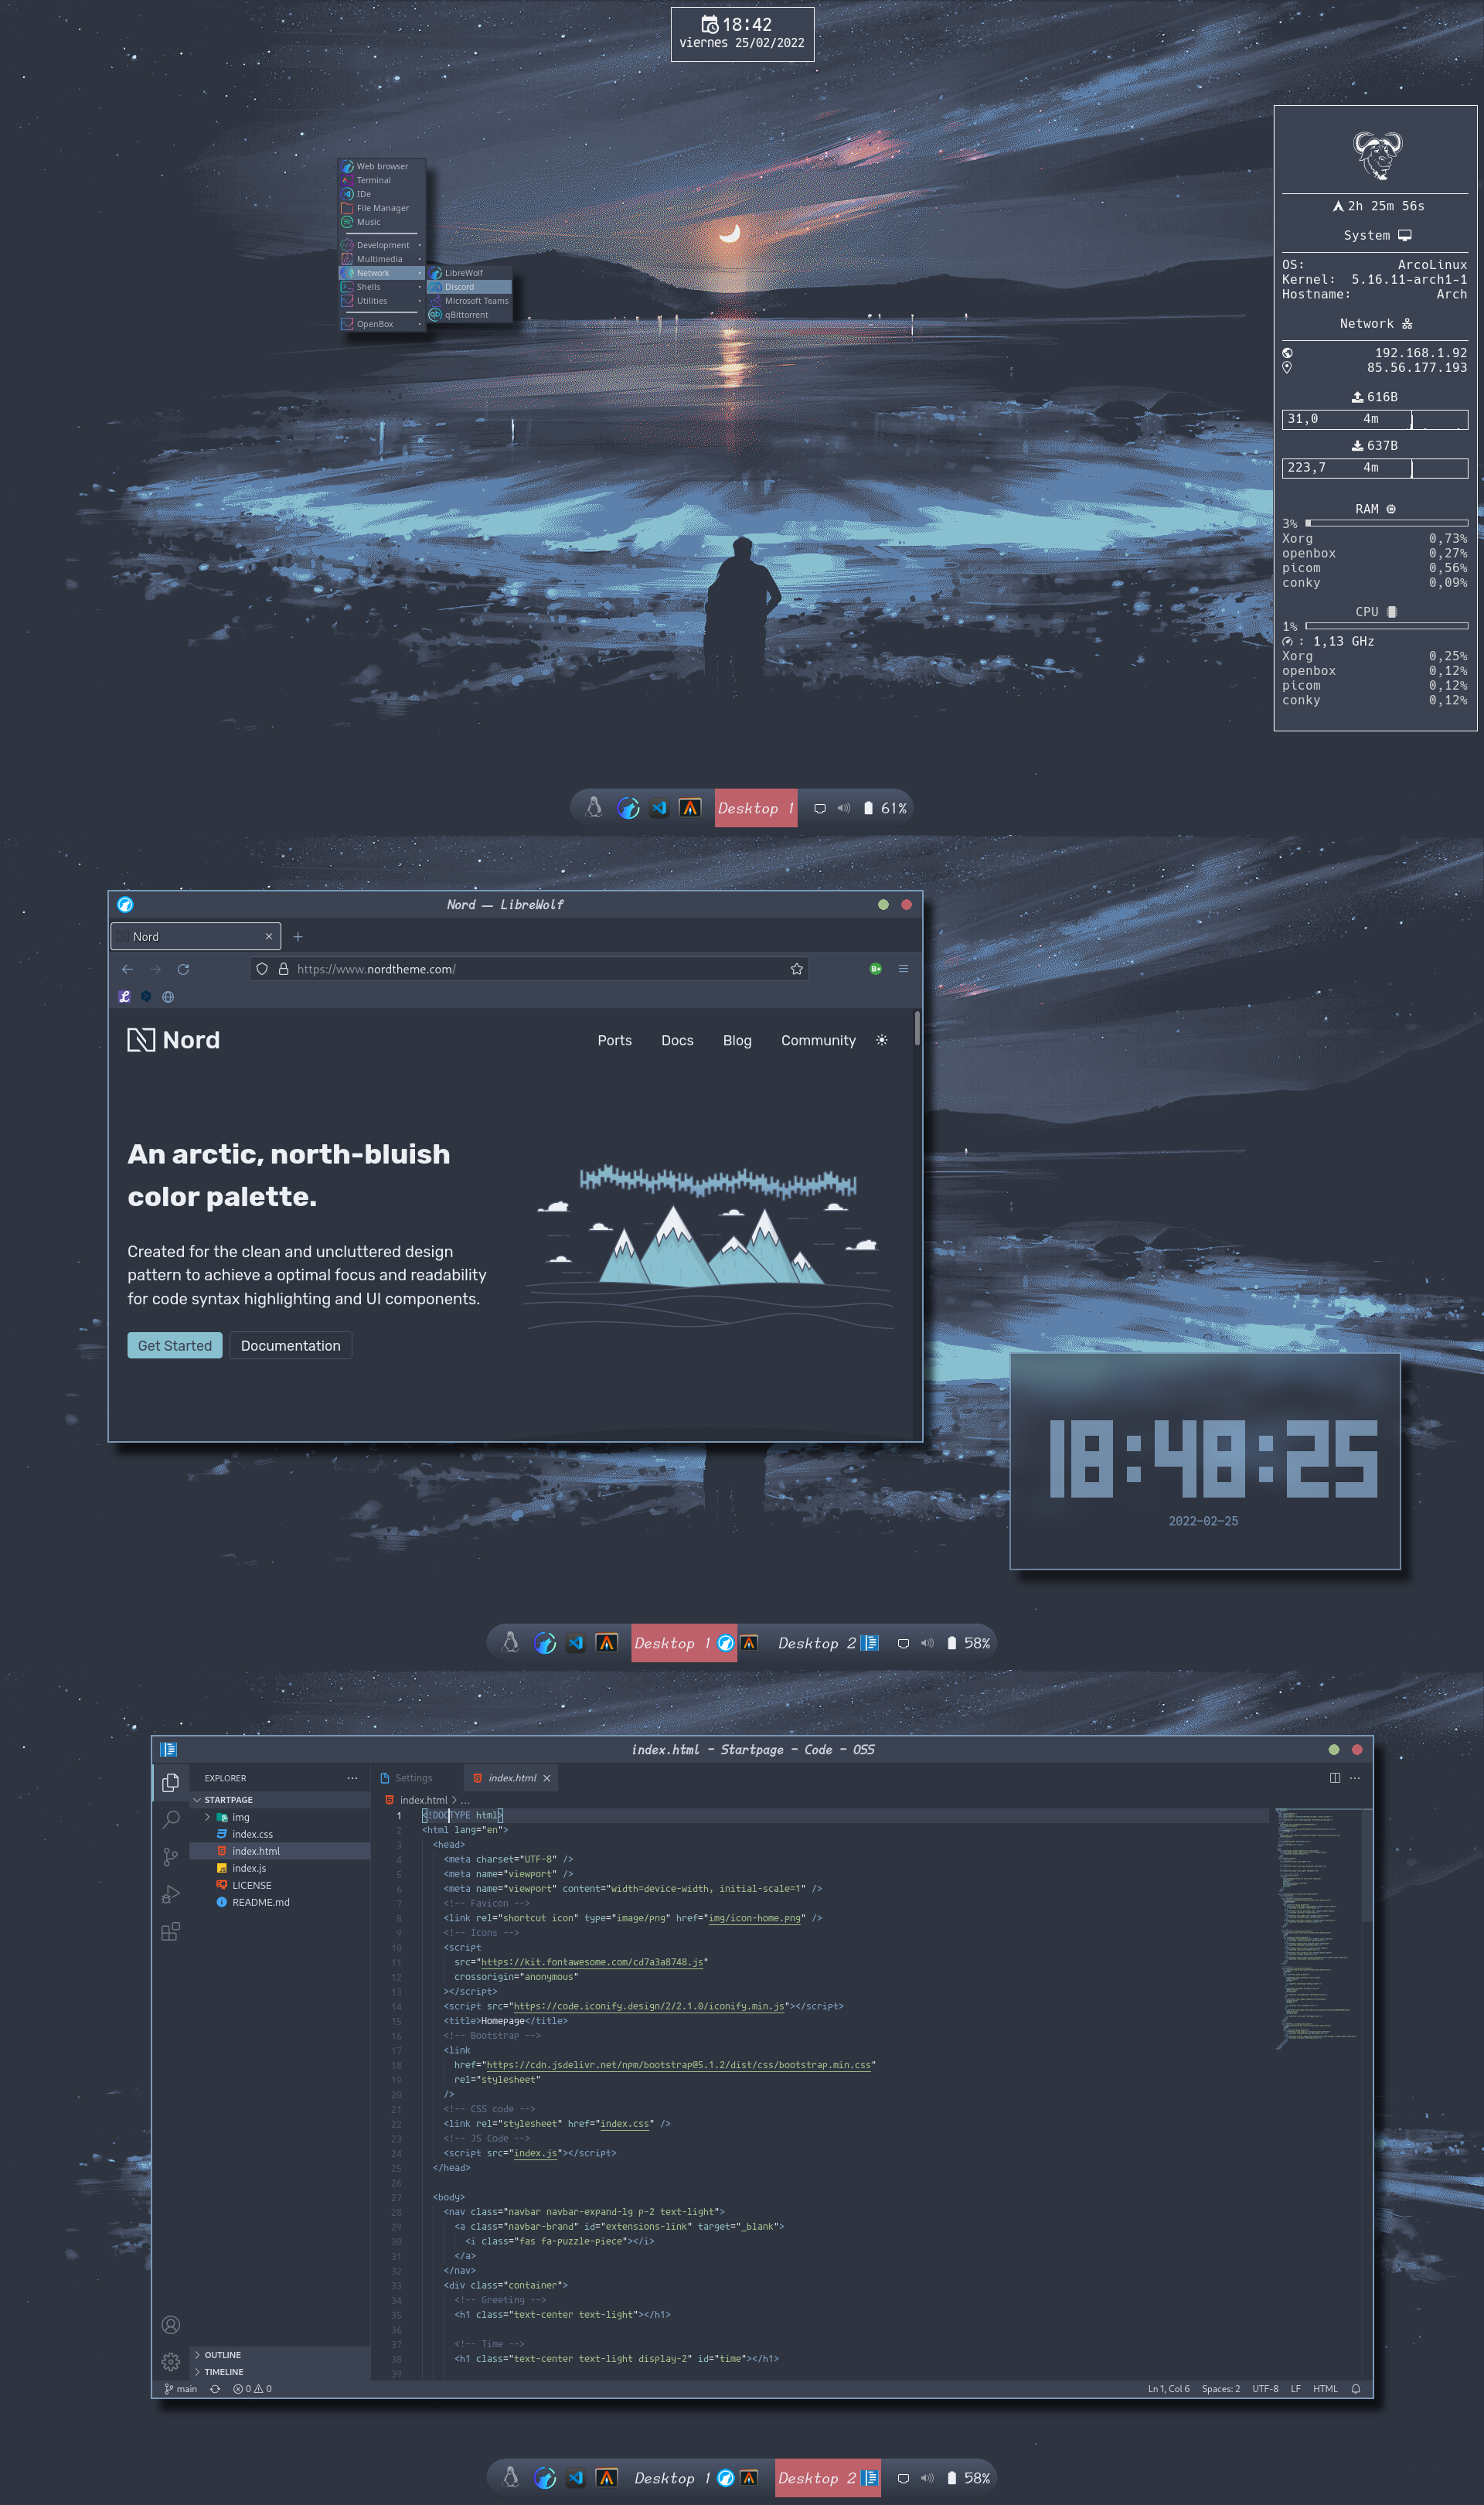 18:42
viernes 25/02/2022
Web browser
Terminal
IDe
File Manager
Music
Development
Multimedia
Network
Shells
Utilities
OpenBox
LibreWolf
Discord
Microsoft Teams
qBittorrent
2h 25m 56s
System
OS: ArcoLinux
Kernel: 5.16.11-arch1-1
Hostname: Arch
Network
192.168.1.92
85.56.177.193
616B
31,0 4m
637B
223,7 4m
RAM
3%
Xorg 0,73%
openbox 0,27%
picom 0,56%
conky 0,09%
CPU
1%
: 1,13 GHz
Xorg 0,25%
openbox 0,12%
picom 0,12%
conky 0,12%
Desktop 1 61%
Nord — LibreWolf
Nord
https://www.nordtheme.com/
Nord
Ports Docs Blog Community
An arctic, north-bluish
color palette.
Created for the clean and uncluttered design
pattern to achieve a optimal focus and readability
for code syntax highlighting and UI components.
Get Started Documentation
18:48:25
2022-02-25
Desktop 1 Desktop 2 58%
index.html - Startpage - Code - OSS
EXPLORER
STARTPAGE
img
index.css
index.html
index.js
LICENSE
README.md
OUTLINE
TIMELINE
Settings index.html
index.html > ...
1 <!DOCTYPE html>
2 <html lang="en">
3 <head>
4 <meta charset="UTF-8" />
5 <meta name="viewport" />
6 <meta name="viewport" content="width=device-width, initial-scale=1" />
7 <!-- Favicon -->
8 <link rel="shortcut icon" type="image/png" href="img/icon-home.png" />
9 <!-- Icons -->
10 <script
11 src="https://kit.fontawesome.com/cd7a3a8748.js"
12 crossorigin="anonymous"
13 ></script>
14 <script src="https://code.iconify.design/2/2.1.0/iconify.min.js"></script>
15 <title>Homepage</title>
16 <!-- Bootstrap -->
17 <link
18 href="https://cdn.jsdelivr.net/npm/bootstrap@5.1.2/dist/css/bootstrap.min.css"
19 rel="stylesheet"
20 />
21 <!-- CSS code -->
22 <link rel="stylesheet" href="index.css" />
23 <!-- JS Code -->
24 <script src="index.js"></script>
25 </head>
26
27 <body>
28 <nav class="navbar navbar-expand-lg p-2 text-light">
29 <a class="navbar-brand" id="extensions-link" target="_blank">
30 <i class="fas fa-puzzle-piece"></i>
31 </a>
32 </nav>
33 <div class="container">
34 <!-- Greeting -->
35 <h1 class="text-center text-light"></h1>
36
37 <!-- Time -->
38 <h1 class="text-center text-light display-2" id="time"></h1>
39
main 0 0 Ln 1, Col 6 Spaces: 2 UTF-8 LF HTML
Desktop 1 Desktop 2 58%